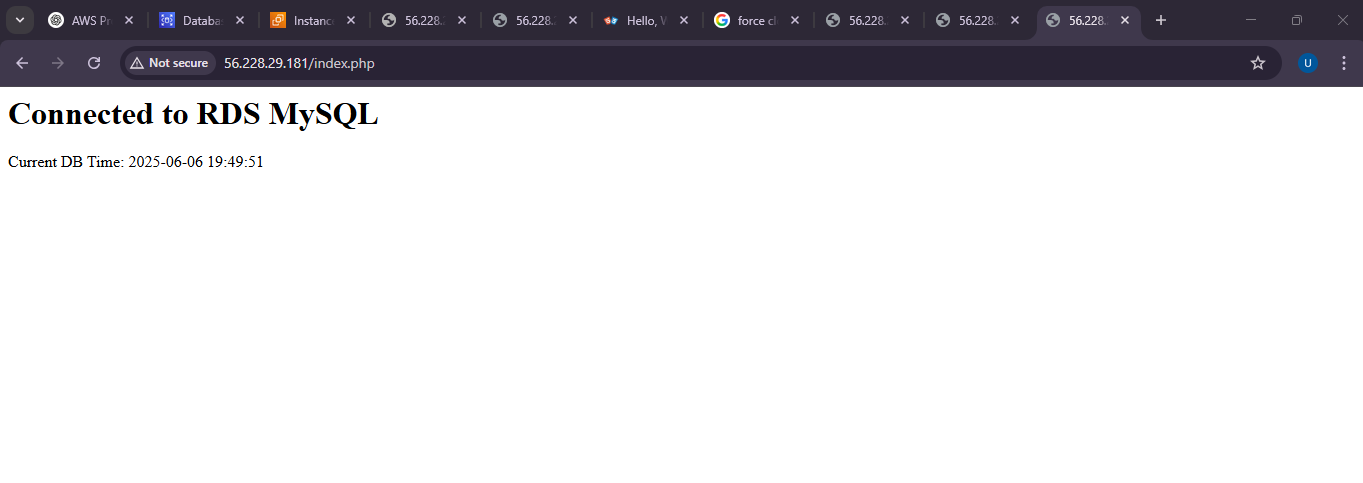 AWS Pr
Databa
Instanc
56.228.
56.228.
Hello, W
force cl
56.228.
56.228.
56.228.
Not secure
56.228.29.181/index.php
U
Connected to RDS MySQL
Current DB Time: 2025-06-06 19:49:51